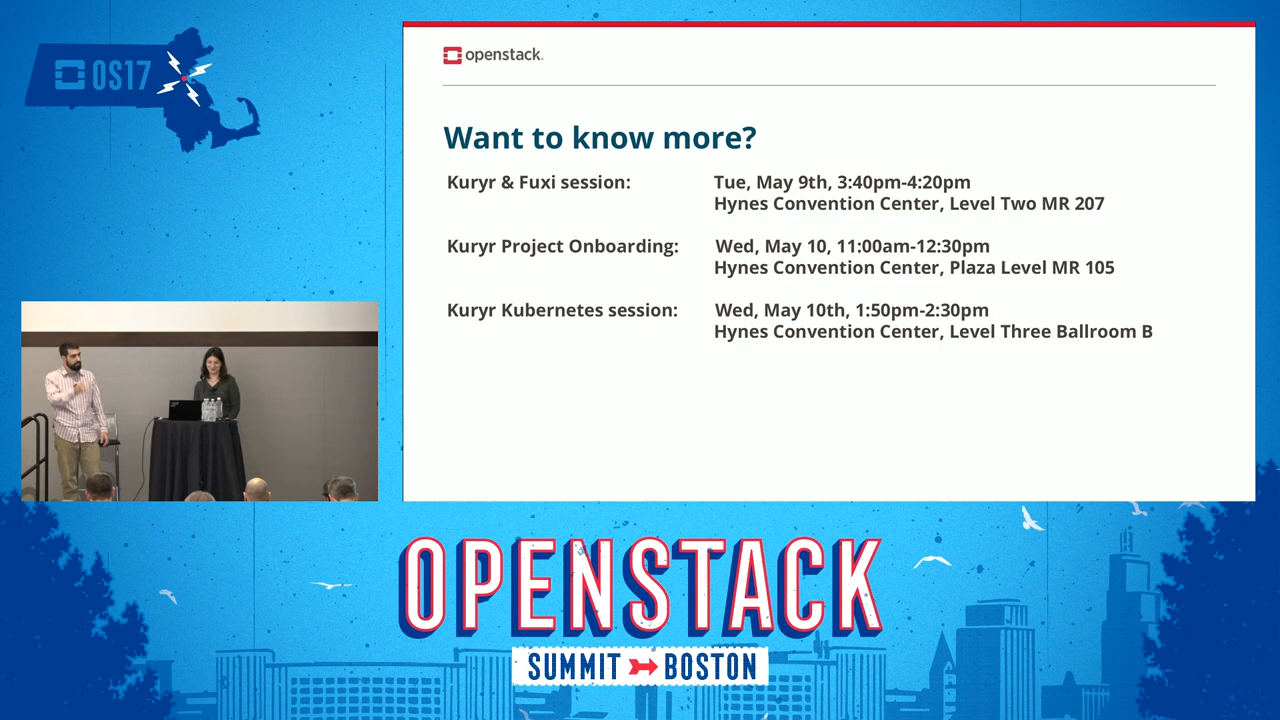 OS17
openstack.
Want to know more?
Kuryr & Fuxi session: Tue, May 9th, 3:40pm-4:20pm
Hynes Convention Center, Level Two MR 207
Kuryr Project Onboarding: Wed, May 10, 11:00am-12:30pm
Hynes Convention Center, Plaza Level MR 105
Kuryr Kubernetes session: Wed, May 10th, 1:50pm-2:30pm
Hynes Convention Center, Level Three Ballroom B
OPENSTACK
SUMMIT BOSTON